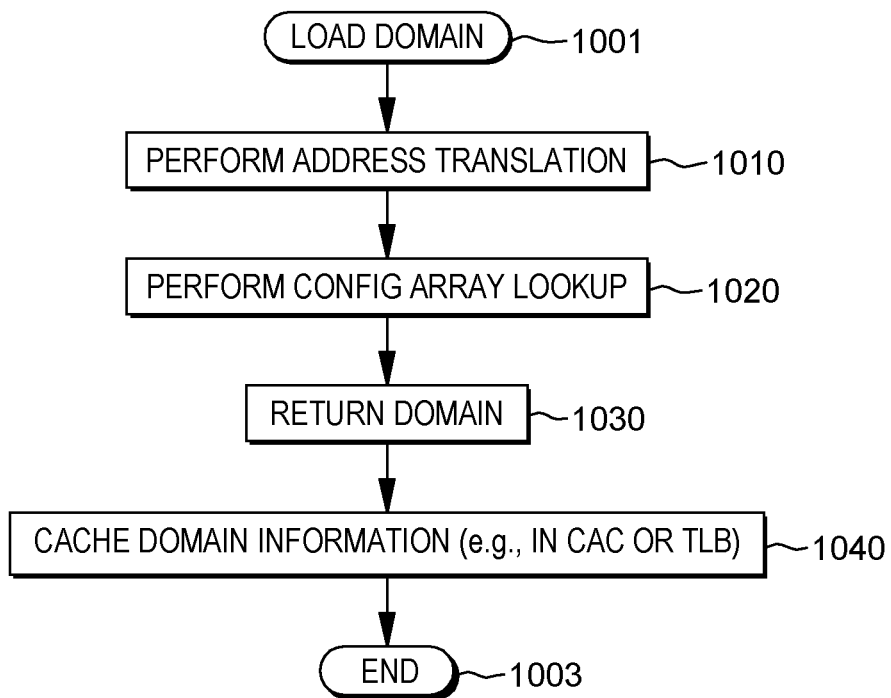 LOAD DOMAIN 1001
PERFORM ADDRESS TRANSLATION 1010
PERFORM CONFIG ARRAY LOOKUP 1020
RETURN DOMAIN 1030
CACHE DOMAIN INFORMATION (e.g., IN CAC OR TLB) 1040
END 1003